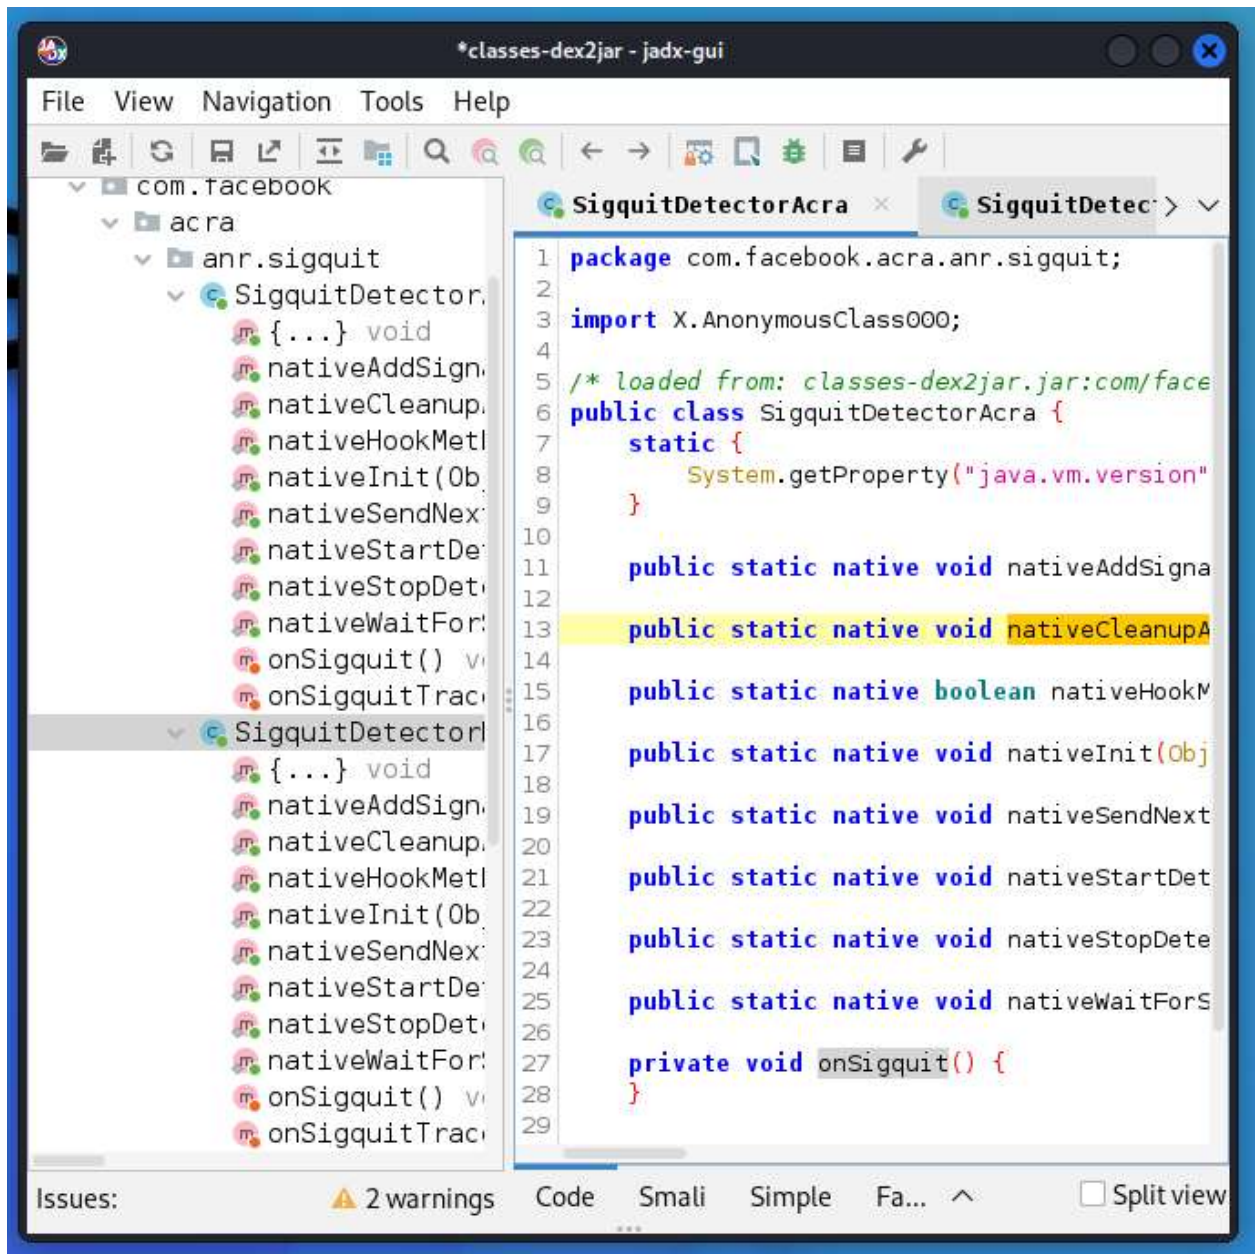 *classes-dex2jar - jadx-gui
File View Navigation Tools Help
com.facebook
acra
anr.sigquit
SigquitDetector
{...} void
nativeAddSign
nativeCleanup
nativeHookMet
nativeInit(Ob
nativeSendNex
nativeStartDe
nativeStopDet
nativeWaitFor
onSigquit() v
onSigquitTrac
SigquitDetector
{...} void
nativeAddSign
nativeCleanup
nativeHookMet
nativeInit(Ob
nativeSendNex
nativeStartDe
nativeStopDet
nativeWaitFor
onSigquit() v
onSigquitTrac
SigquitDetectorAcra × SigquitDetec
1 package com.facebook.acra.anr.sigquit;
2
3 import X.AnonymousClass000;
4
5 /* loaded from: classes-dex2jar.jar:com/face
6 public class SigquitDetectorAcra {
7 static {
8 System.getProperty("java.vm.version"
9 }
10
11 public static native void nativeAddSigna
12
13 public static native void nativeCleanupA
14
15 public static native boolean nativeHookM
16
17 public static native void nativeInit(Obj
18
19 public static native void nativeSendNext
20
21 public static native void nativeStartDet
22
23 public static native void nativeStopDete
24
25 public static native void nativeWaitForS
26
27 private void onSigquit() {
28 }
29
Issues: 2 warnings Code Smali Simple Fa... Split view